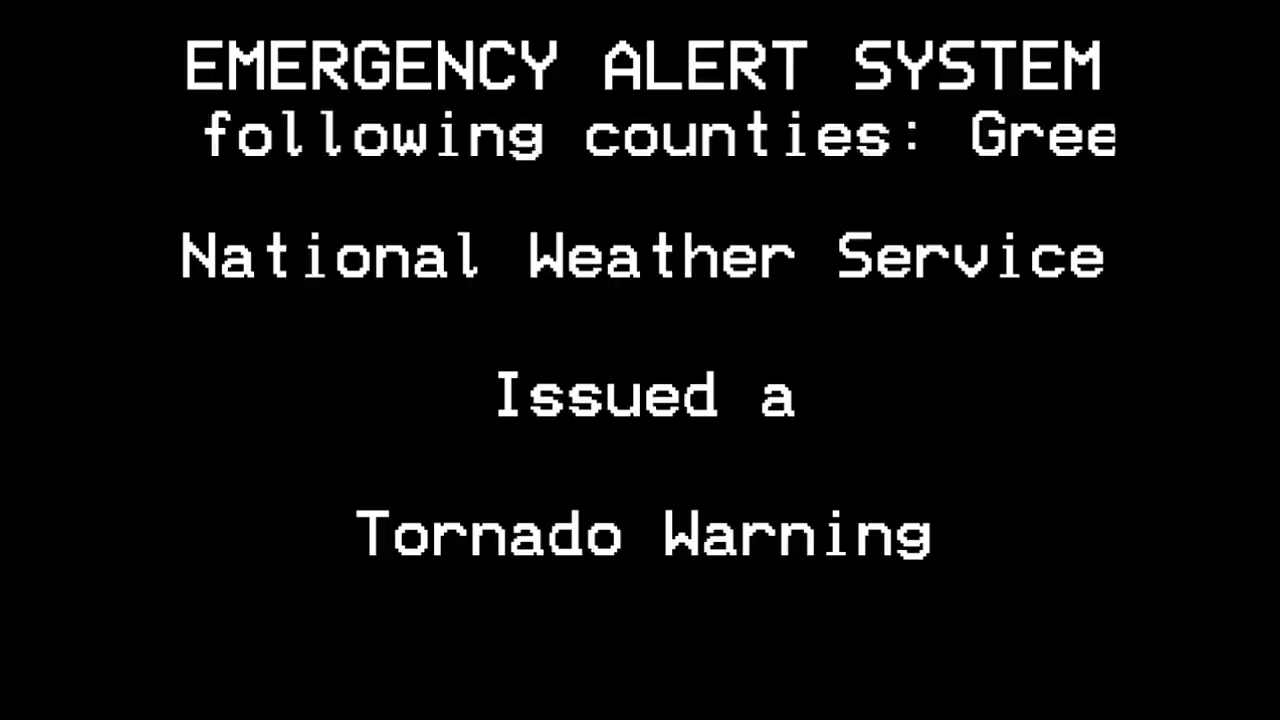 EMERGENCY ALERT SYSTEM
following counties: Gree
National Weather Service
Issued a
Tornado Warning